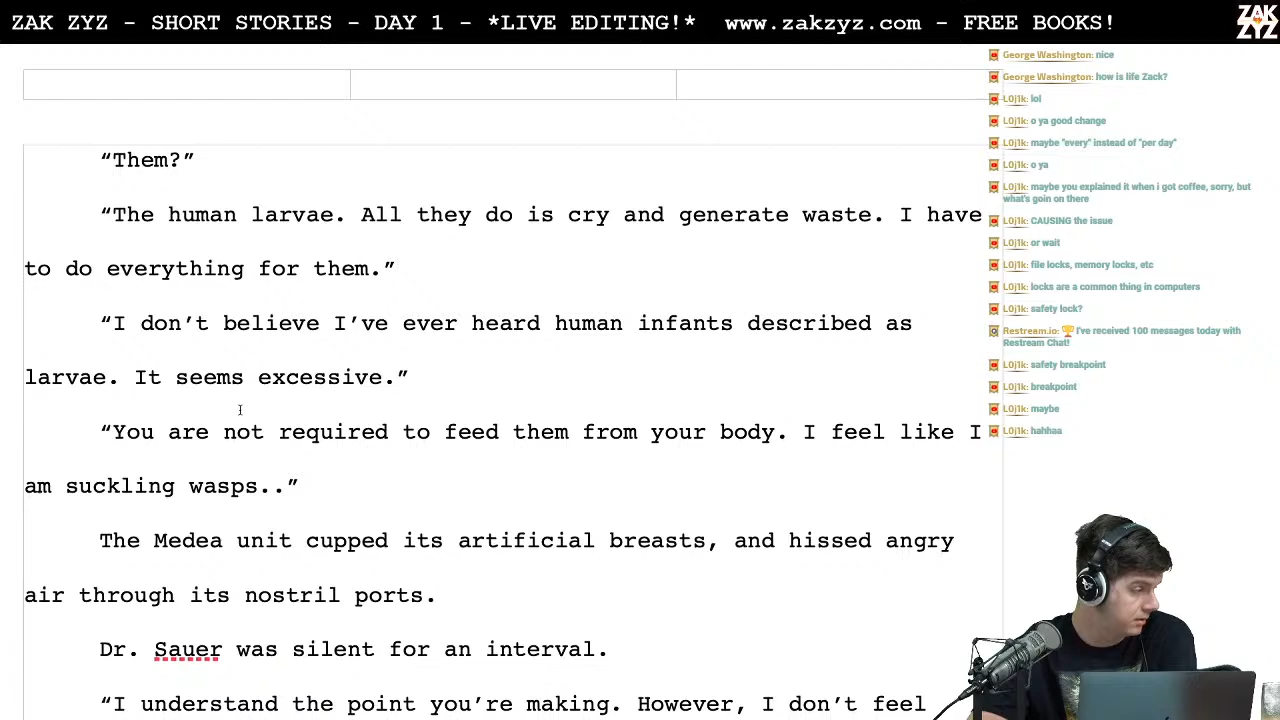 ZAK ZYZ - SHORT STORIES - DAY 1 - *LIVE EDITING!* www.zakzyz.com - FREE BOOKS!
ZAK
ZYZ
“Them?”
“The human larvae. All they do is cry and generate waste. I have
to do everything for them.”
“I don’t believe I’ve ever heard human infants described as
larvae. It seems excessive.”
“You are not required to feed them from your body. I feel like I
am suckling wasps..”
The Medea unit cupped its artificial breasts, and hissed angry
air through its nostril ports.
Dr. Sauer was silent for an interval.
“I understand the point you’re making. However, I don’t feel
George Washington: nice
George Washington: how is life Zack?
L0j1k: lol
L0j1k: o ya good change
L0j1k: maybe "every" instead of "per day"
L0j1k: o ya
L0j1k: maybe you explained it when i got coffee, sorry, but
what's goin on there
L0j1k: CAUSING the issue
L0j1k: or wait
L0j1k: file locks, memory locks, etc
L0j1k: locks are a common thing in computers
L0j1k: safety lock?
Restream.io: 🏆I've received 100 messages today with
Restream Chat!
L0j1k: safety breakpoint
L0j1k: breakpoint
L0j1k: maybe
L0j1k: hahhaa